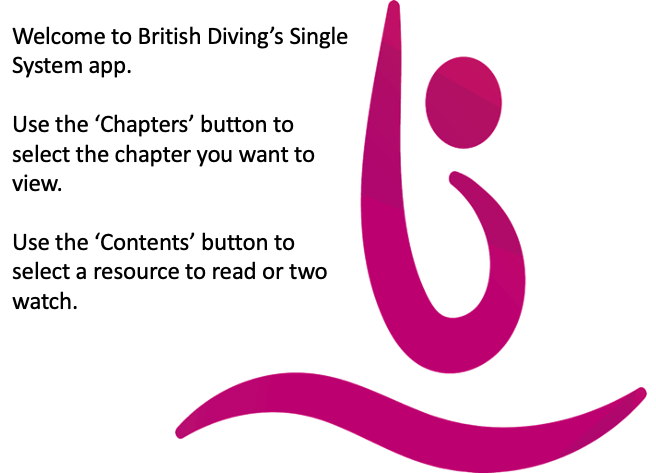 Welcome to British Diving’s Single
System app.
Use the ‘Chapters’ button to
select the chapter you want to
view.
Use the ‘Contents’ button to
select a resource to read or two
watch.